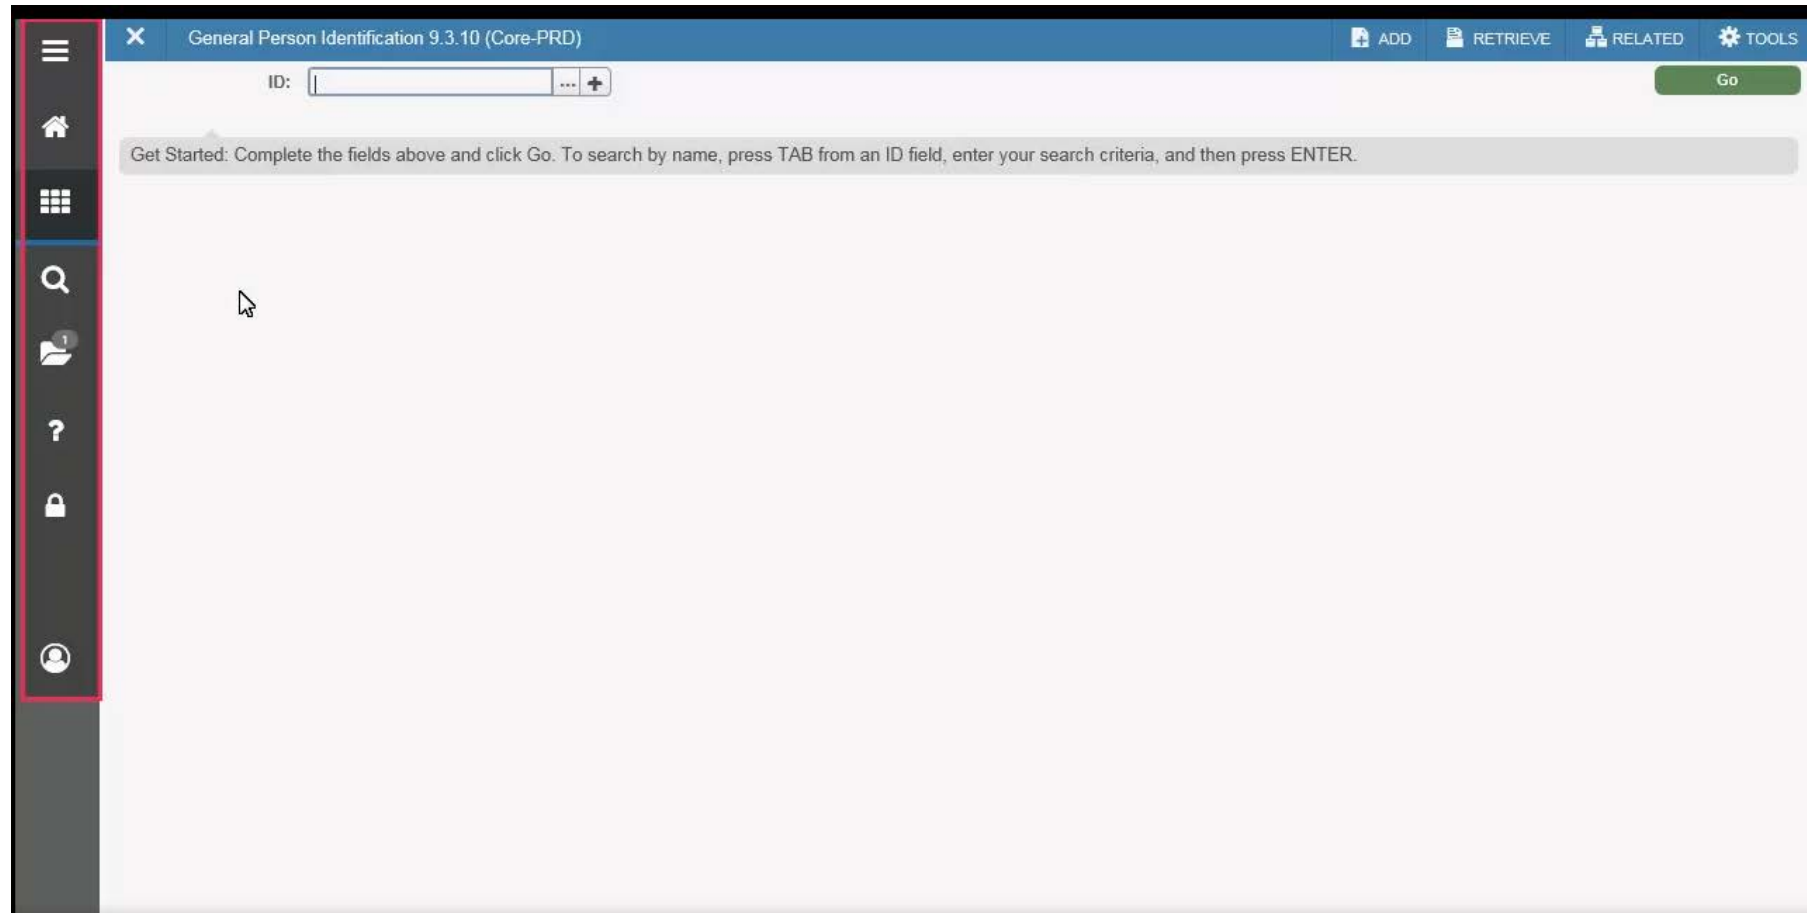 General Person Identification 9.3.10 (Core-PRD)
ADD
RETRIEVE
RELATED
TOOLS
ID:
...
Go
Get Started: Complete the fields above and click Go. To search by name, press TAB from an ID field, enter your search criteria, and then press ENTER.
1
?